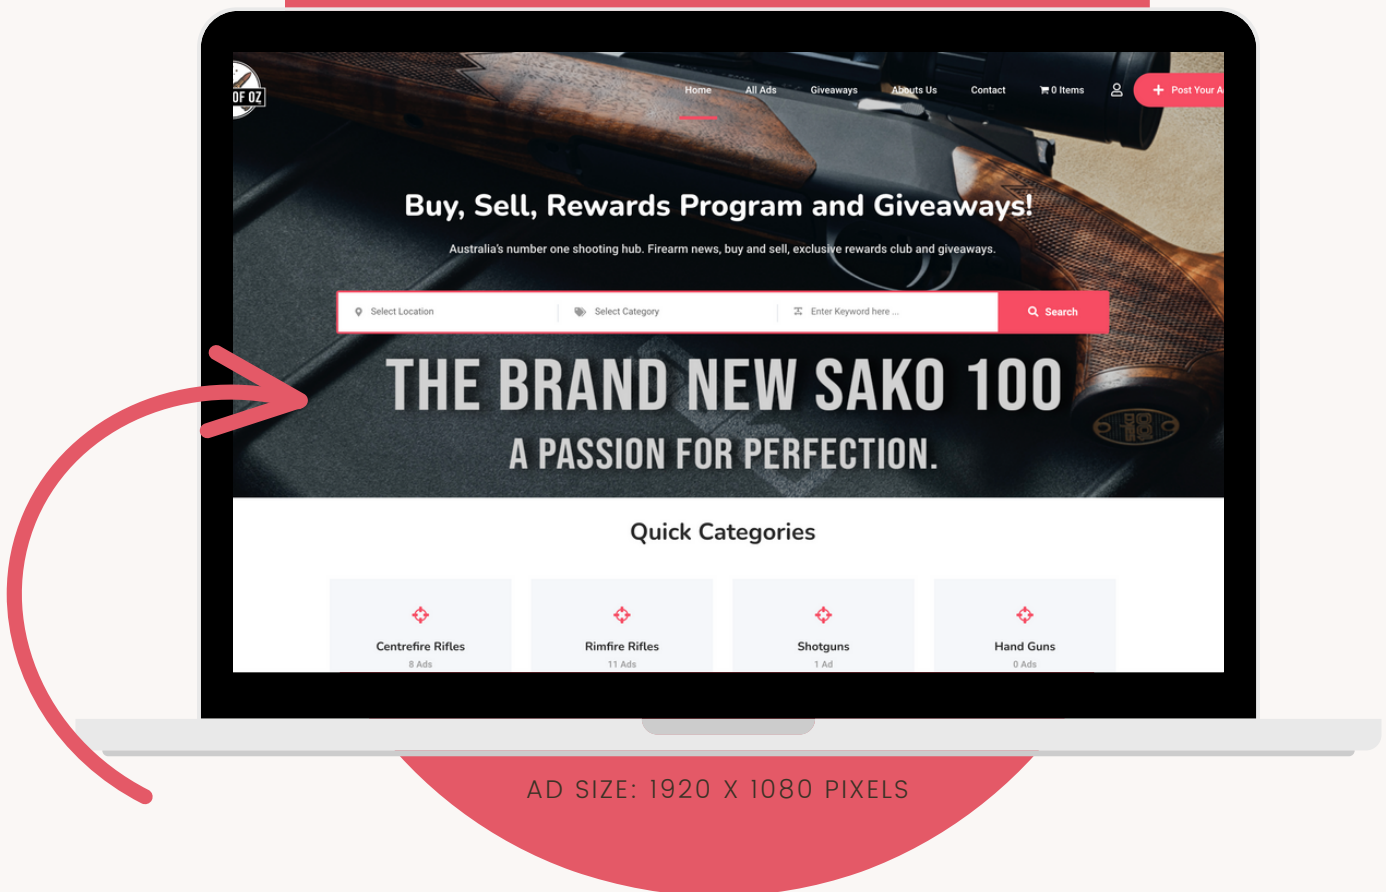 OF OZ
Home All Ads Giveaways Abouts Us Contact 0 Items + Post Your A
Buy, Sell, Rewards Program and Giveaways!
Australia's number one shooting hub. Firearm news, buy and sell, exclusive rewards club and giveaways.
Select Location Select Category Enter Keyword here ... Search
THE BRAND NEW SAKO 100
A PASSION FOR PERFECTION.
Quick Categories
Centrefire Rifles Rimfire Rifles Shotguns Hand Guns
8 Ads 11 Ads 1 Ad 0 Ads
AD SIZE: 1920 X 1080 PIXELS